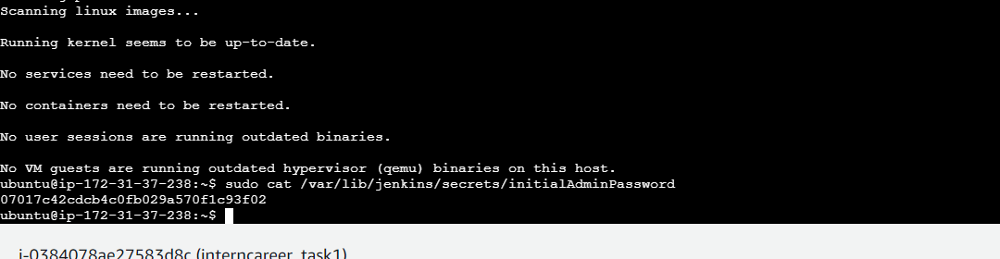 Scanning linux images...
Running kernel seems to be up-to-date.
No services need to be restarted.
No containers need to be restarted.
No user sessions are running outdated binaries.
No VM guests are running outdated hypervisor (qemu) binaries on this host.
ubuntu@ip-172-31-37-238:~$ sudo cat /var/lib/jenkins/secrets/initialAdminPassword
07017c42cdcb4c0fb029a570f1c93f02
ubuntu@ip-172-31-37-238:~$
i-0384078ae27583d8c (interncareer_task1)